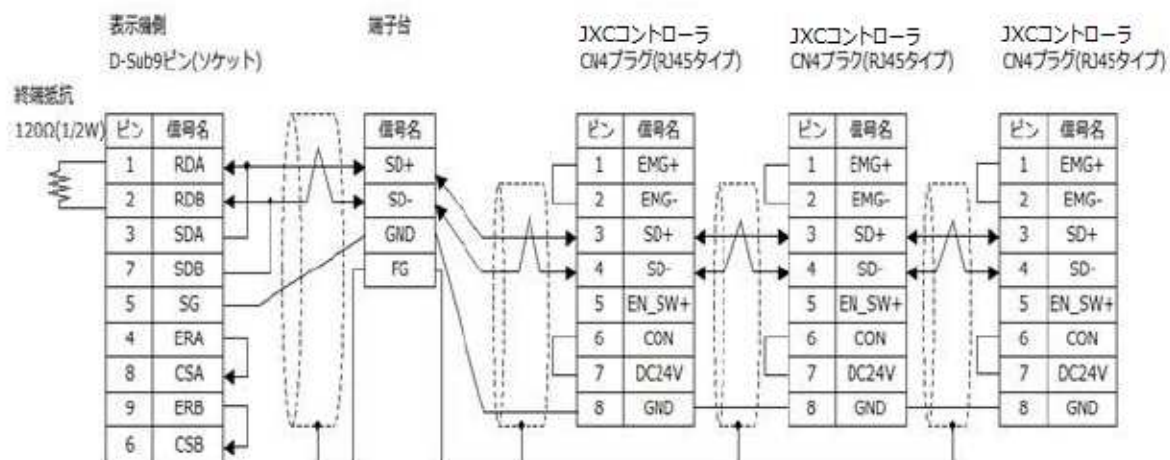 表示機側
D-Sub9ピン(ソケット)
端子台
JXCコントローラ
CN4プラグ(RJ45タイプ)
JXCコントローラ
CN4プラグ(RJ45タイプ)
JXCコントローラ
CN4プラグ(RJ45タイプ)
終端抵抗
120Ω(1/2W)
ピン 信号名
1 RDA
2 RDB
3 SDA
7 SDB
5 SG
4 ERA
8 CSA
9 ERB
6 CSB
信号名
SD+
SD-
GND
FG
ピン 信号名
1 EMG+
2 EMG-
3 SD+
4 SD-
5 EN_SW+
6 CON
7 DC24V
8 GND
ピン 信号名
1 EMG+
2 EMG-
3 SD+
4 SD-
5 EN_SW+
6 CON
7 DC24V
8 GND
ピン 信号名
1 EMG+
2 EMG-
3 SD+
4 SD-
5 EN_SW+
6 CON
7 DC24V
8 GND